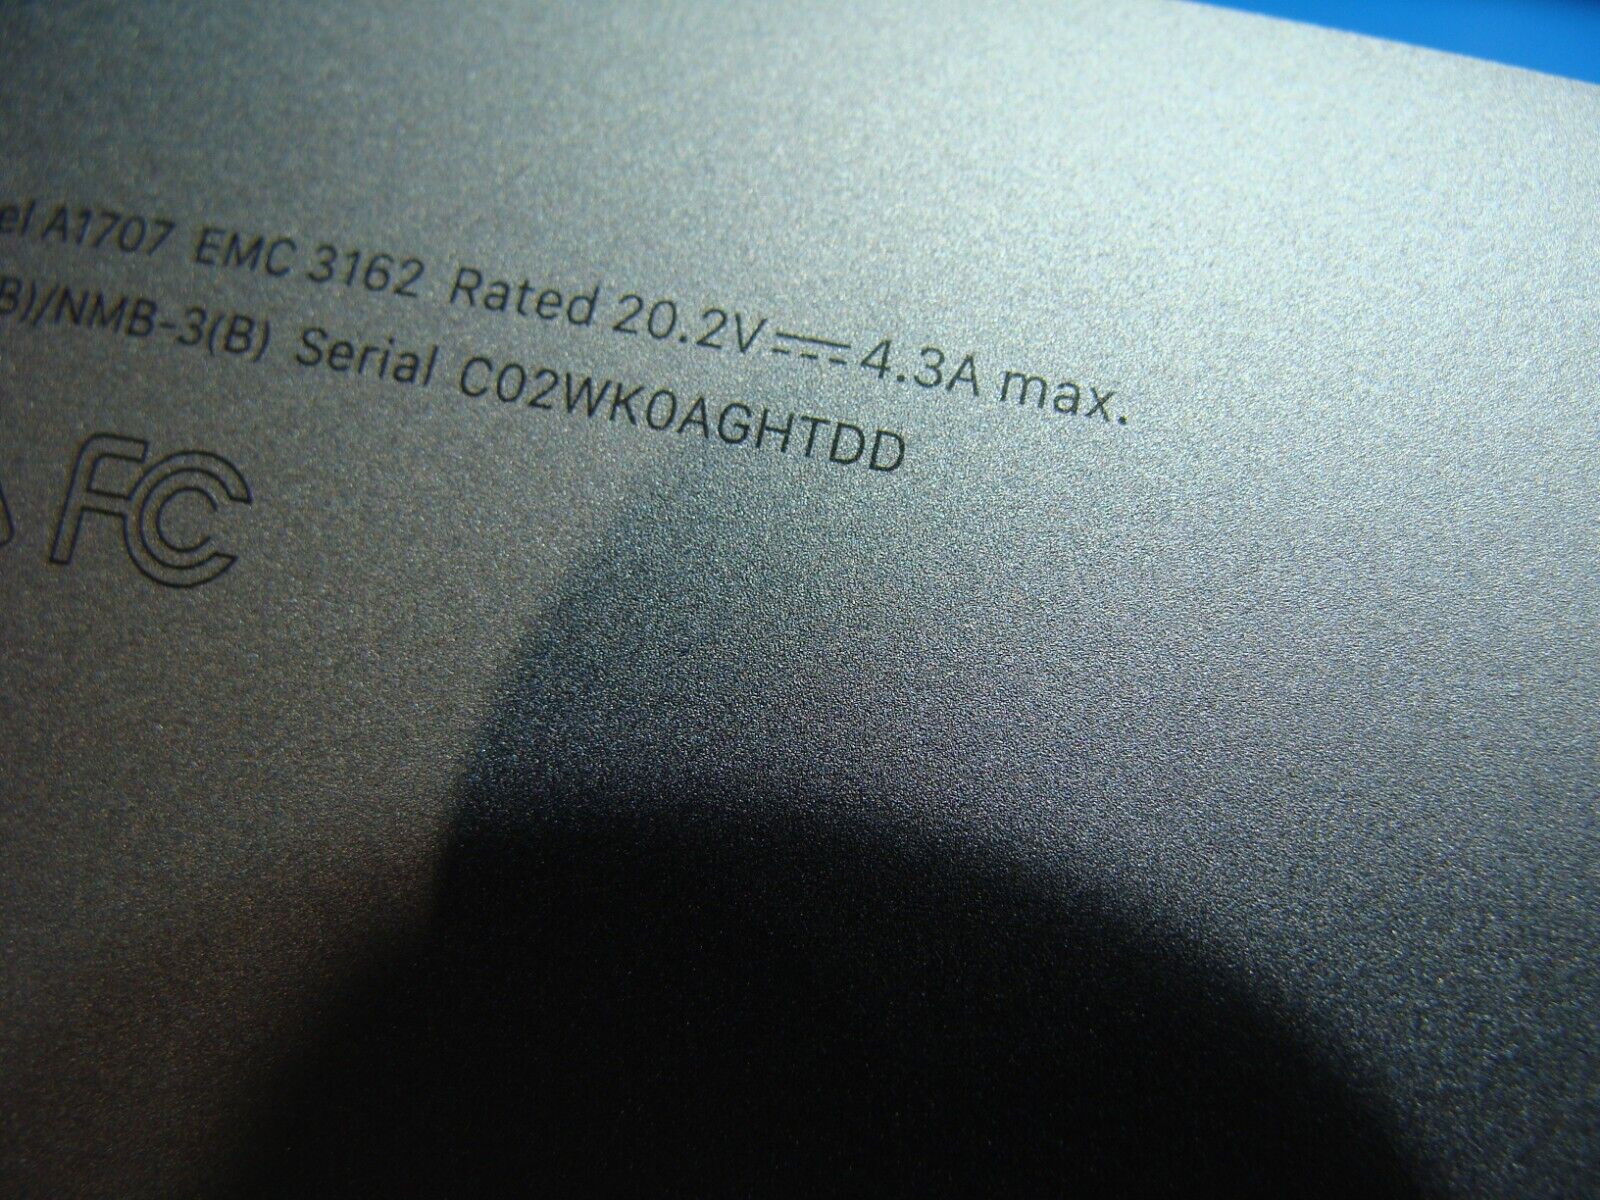 el A1707 EMC 3162 Rated 20.2V⎓4.3A max.
B)/NMB-3(B) Serial C02WK0AGHTDD
FC